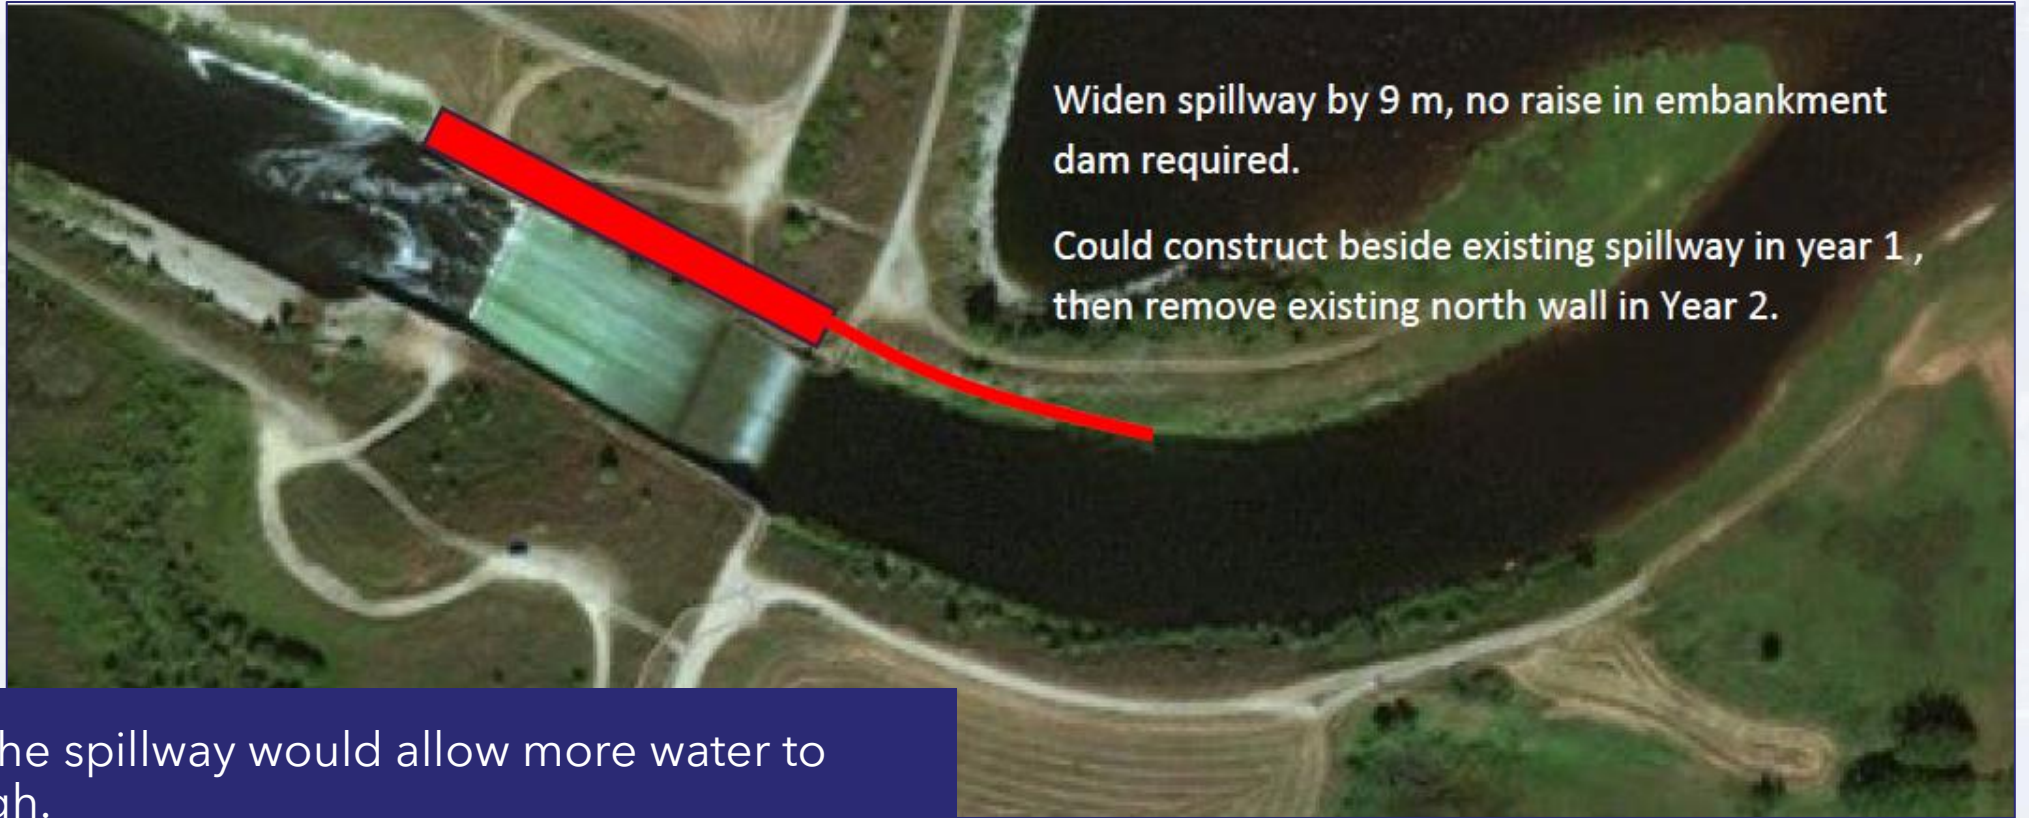 Widen spillway by 9 m, no raise in embankment
dam required.
Could construct beside existing spillway in year 1 ,
then remove existing north wall in Year 2.
spillway would allow more water to